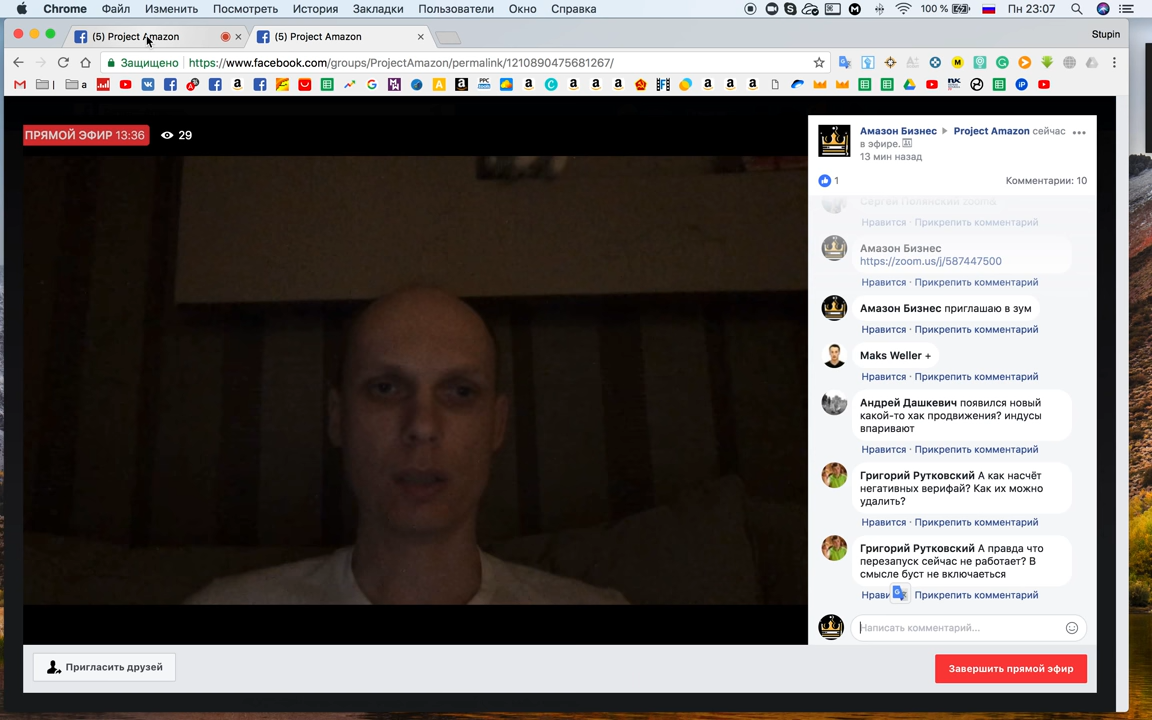 Chrome Файл Изменить Просмотреть История Закладки Пользователи Окно Справка 100 % Пн 23:07
(5) Project Amazon (5) Project Amazon Stupin
Защищено https://www.facebook.com/groups/ProjectAmazon/permalink/1210890475681267/
ПРЯМОЙ ЭФИР 13:36 29
Амазон Бизнес Project Amazon сейчас
в эфире.
13 мин назад
1 Комментарии: 10
Сергей Полянский zoom&
Нравится · Прикрепить комментарий
Амазон Бизнес
https://zoom.us/j/587447500
Нравится · Прикрепить комментарий
Амазон Бизнес приглашаю в зум
Нравится · Прикрепить комментарий
Maks Weller +
Нравится · Прикрепить комментарий
Андрей Дашкевич появился новый
какой-то хак продвижения? индусы
впаривают
Нравится · Прикрепить комментарий
Григорий Рутковский А как насчёт
негативных верифай? Как их можно
удалить?
Нравится · Прикрепить комментарий
Григорий Рутковский А правда что
перезапуск сейчас не работает? В
смысле буст не включаеться
Нрави Прикрепить комментарий
Написать комментарий...
Пригласить друзей
Завершить прямой эфир